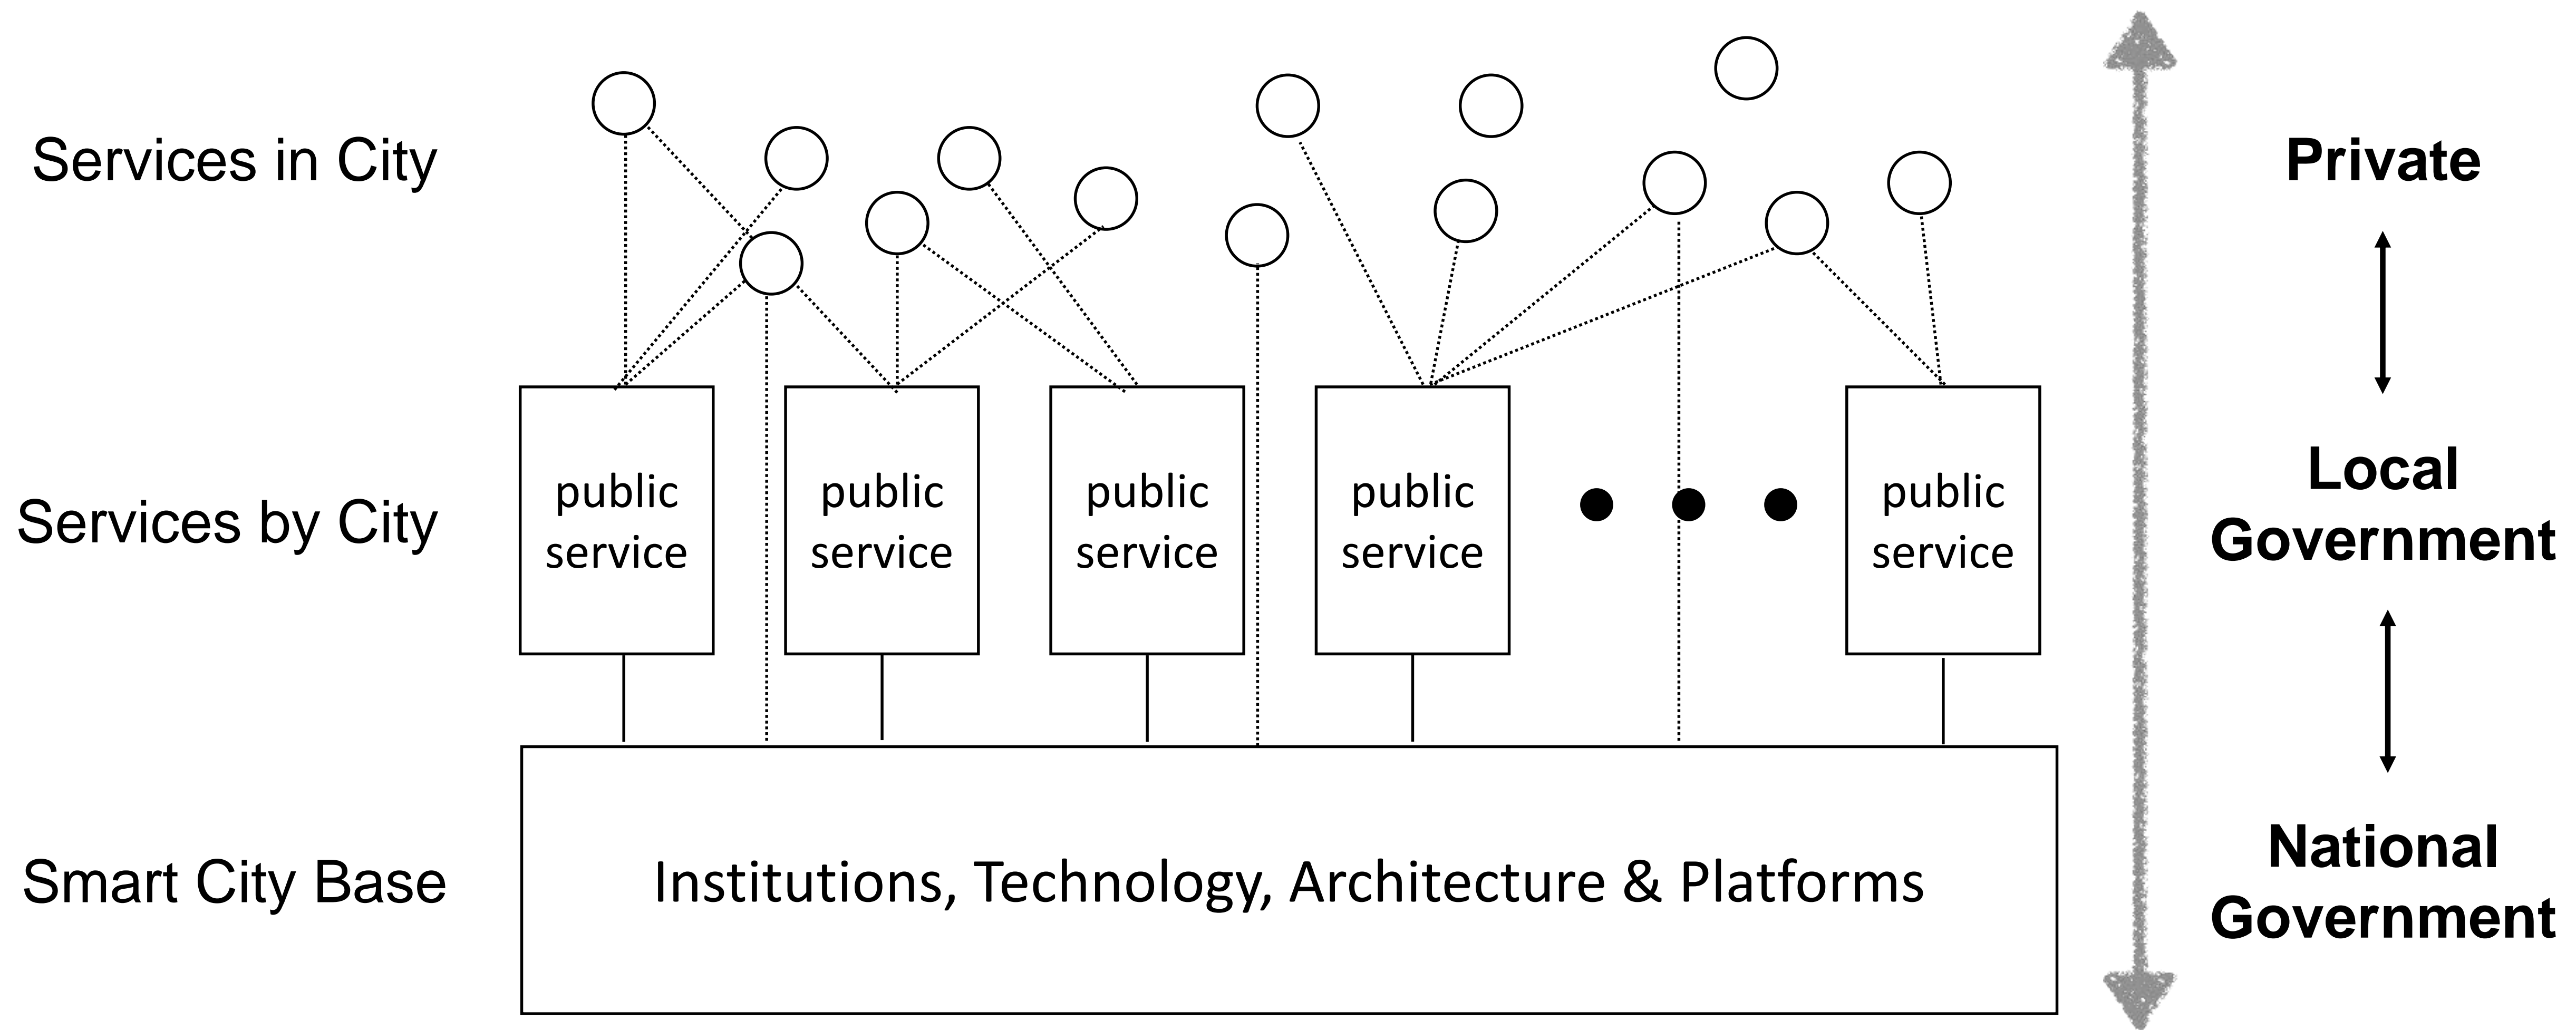 Services in City
Private
Services by City
public
service
public
service
public
service
public
service
public
service
Local
Government
Smart City Base
Institutions, Technology, Architecture & Platforms
National
Government